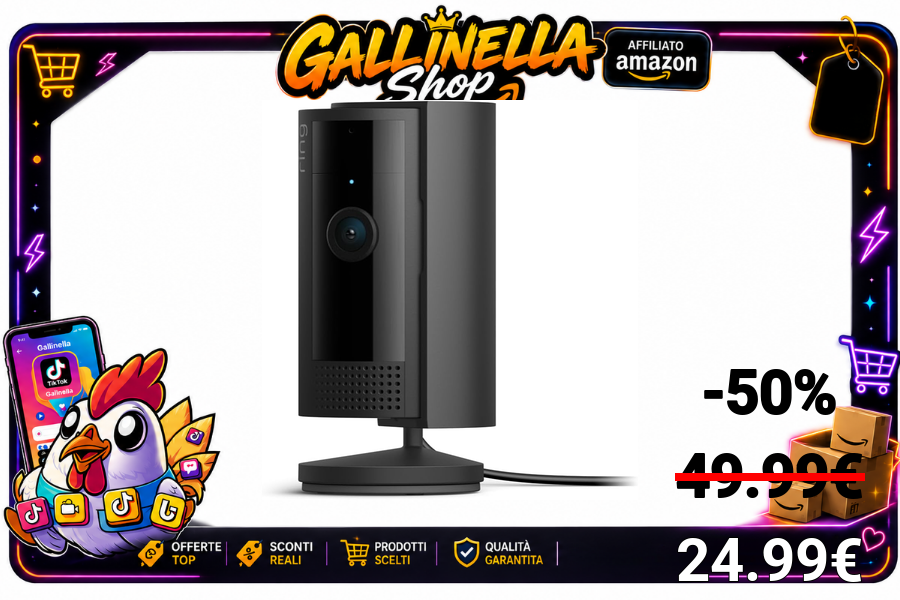 GALLINELLA
Shop
AFFILIATO
amazon
ring
Gallinella
TikTok
Gallinella
-50%
49.99€
24.99€
OFFERTE
TOP
SCONTI
REALI
PRODOTTI
SCELTI
QUALITÀ
GARANTITA